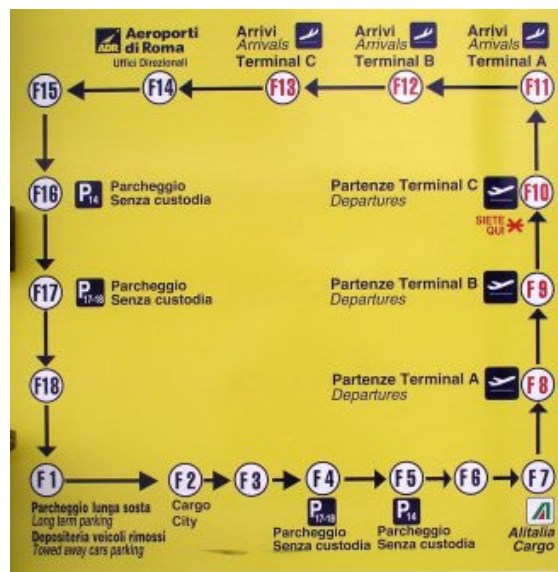 ADR Aeroporti
di Roma
Uffici Direzionali
Arrivi
Arrivals
Terminal C
Arrivi
Arrivals
Terminal B
Arrivi
Arrivals
Terminal A
F15
F14
F13
F12
F11
F16
P14
Parcheggio
Senza custodia
Partenze Terminal C
Departures
F10
SIETE
QUI
F17
P17-18
Parcheggio
Senza custodia
Partenze Terminal B
Departures
F9
F18
Partenze Terminal A
Departures
F8
F1
F2
F3
F4
F5
F6
F7
Parcheggio lunga sosta
Long term parking
Depositeria veicoli rimossi
Towed away cars parking
Cargo
City
P17-18
Parcheggio
Senza custodia
P14
Parcheggio
Senza custodia
Alitalia
Cargo